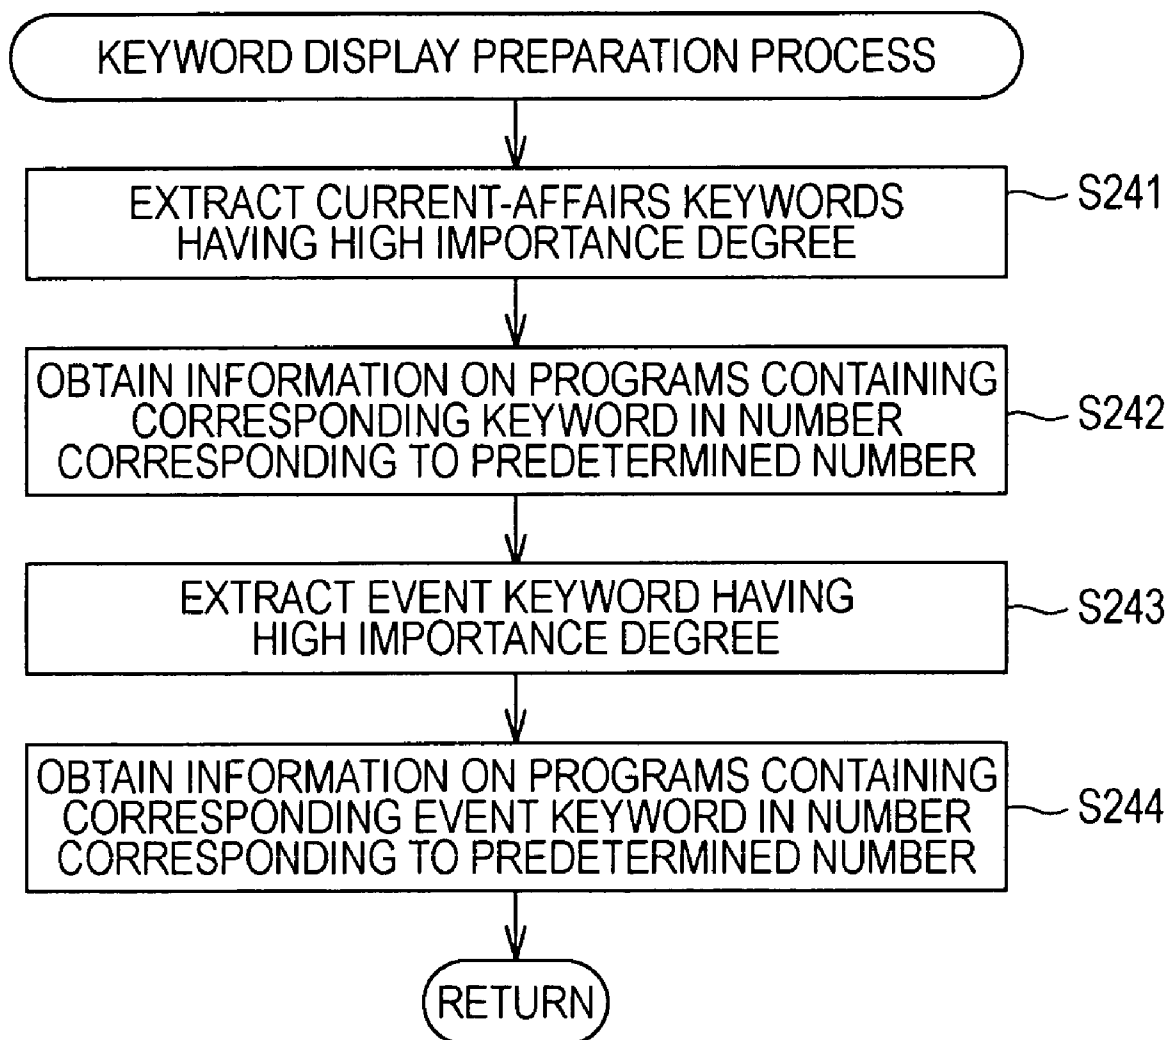 KEYWORD DISPLAY PREPARATION PROCESS
EXTRACT CURRENT-AFFAIRS KEYWORDS
HAVING HIGH IMPORTANCE DEGREE
S241
OBTAIN INFORMATION ON PROGRAMS CONTAINING
CORRESPONDING KEYWORD IN NUMBER
CORRESPONDING TO PREDETERMINED NUMBER
S242
EXTRACT EVENT KEYWORD HAVING
HIGH IMPORTANCE DEGREE
S243
OBTAIN INFORMATION ON PROGRAMS CONTAINING
CORRESPONDING EVENT KEYWORD IN NUMBER
CORRESPONDING TO PREDETERMINED NUMBER
S244
RETURN